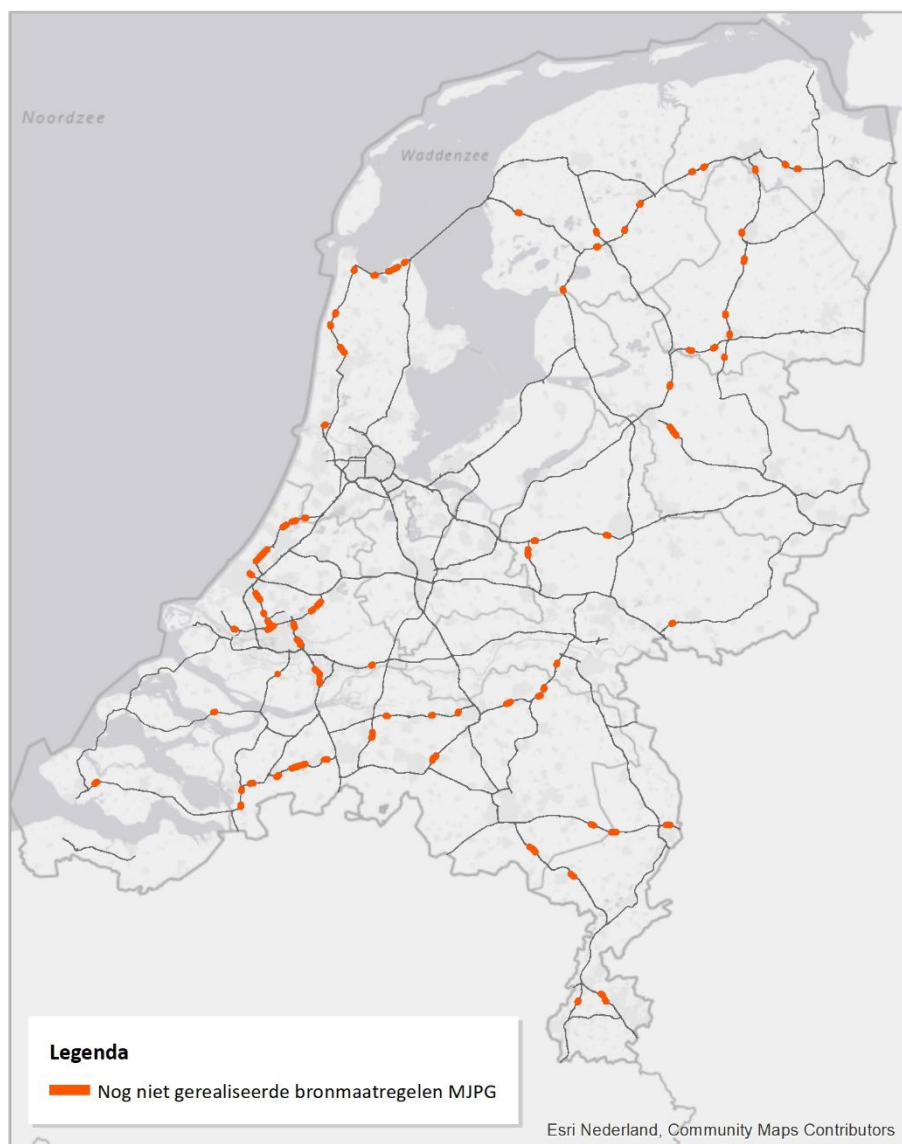 Noordzee
Waddenzee
Legenda
Nog niet gerealiseerde bronmaatregelen MJPG
Esri Nederland, Community Maps Contributors